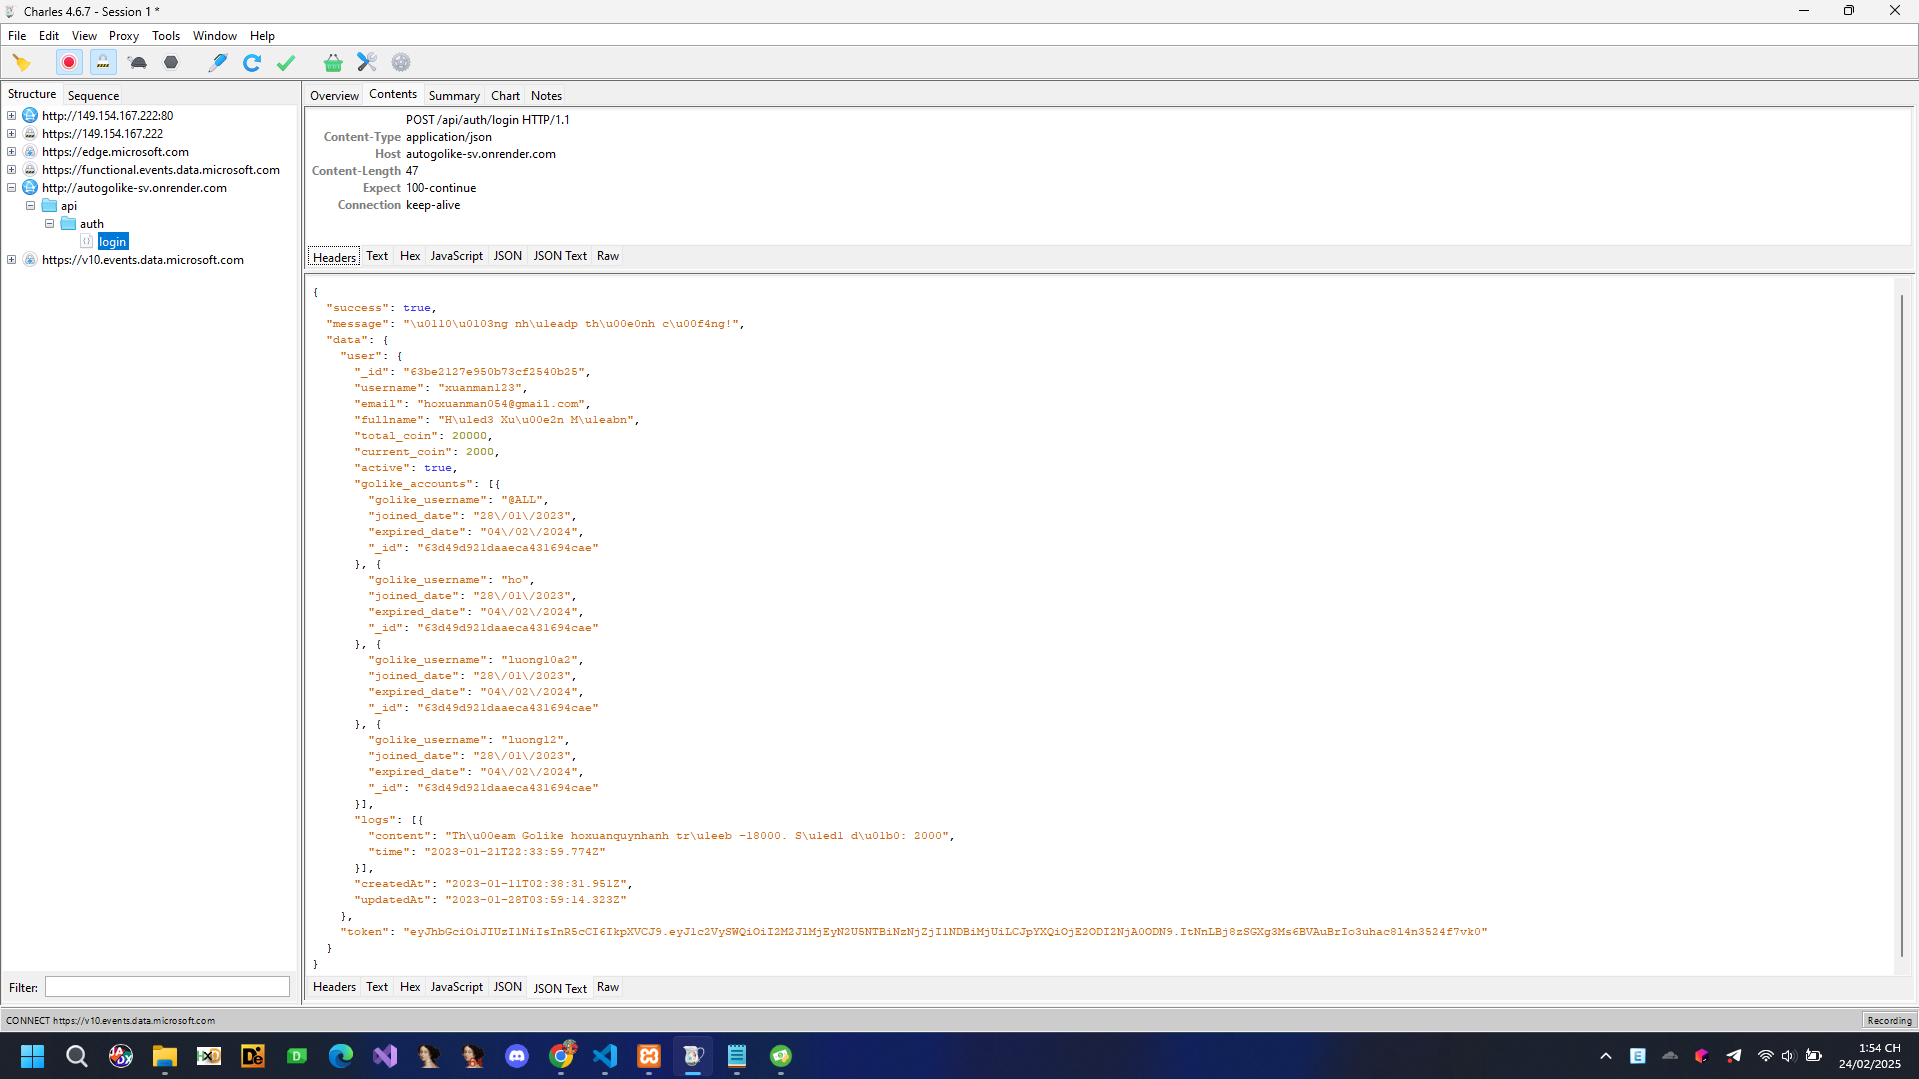 Charles 4.6.7 - Session 1 *
File Edit View Proxy Tools Window Help
Structure Sequence
http://149.154.167.222:80
https://149.154.167.222
https://edge.microsoft.com
https://functional.events.data.microsoft.com
http://autogolike-sv.onrender.com
api
auth
login
https://v10.events.data.microsoft.com
Filter:
Overview Contents Summary Chart Notes
POST /api/auth/login HTTP/1.1
Content-Type application/json
Host autogolike-sv.onrender.com
Content-Length 47
Expect 100-continue
Connection keep-alive
Headers Text Hex JavaScript JSON JSON Text Raw
{
"success": true,
"message": "\u0110\u0103ng nh\u1eadp th\u00e0nh c\u00f4ng!",
"data": {
"user": {
"_id": "63be2127e950b73cf2540b25",
"username": "xuanman123",
"email": "hoxuanman054@gmail.com",
"fullname": "H\u1ed3 Xu\u00e2n M\u1eabn",
"total_coin": 20000,
"current_coin": 2000,
"active": true,
"golike_accounts": [{
"golike_username": "@ALL",
"joined_date": "28\/01\/2023",
"expired_date": "04\/02\/2024",
"_id": "63d49d921daaeca431694cae"
}, {
"golike_username": "ho",
"joined_date": "28\/01\/2023",
"expired_date": "04\/02\/2024",
"_id": "63d49d921daaeca431694cae"
}, {
"golike_username": "luong10a2",
"joined_date": "28\/01\/2023",
"expired_date": "04\/02\/2024",
"_id": "63d49d921daaeca431694cae"
}, {
"golike_username": "luong12",
"joined_date": "28\/01\/2023",
"expired_date": "04\/02\/2024",
"_id": "63d49d921daaeca431694cae"
}],
"logs": [{
"content": "Th\u00eam Golike hoxuanquynhanh tr\u1eeb -18000. S\u1ed1 d\u01b0: 2000",
"time": "2023-01-21T22:33:59.774Z"
}],
"createdAt": "2023-01-11T02:38:31.951Z",
"updatedAt": "2023-01-28T03:59:14.323Z"
},
"token": "eyJhbGciOiJIUzI1NiIsInR5cCI6IkpXVCJ9.eyJ1c2VySWQiOiI2M2JlMjEyN2U5NTBiNzNjZjI1NDBiMjUiLCJpYXQiOjE2ODI2NjA0ODN9.ItNnLBj8zSGXg3Ms6BVAuBrIo3uhac8l4n3524f7vk0"
}
}
Headers Text Hex JavaScript JSON JSON Text Raw
CONNECT https://v10.events.data.microsoft.com
Recording
1:54 CH
24/02/2025